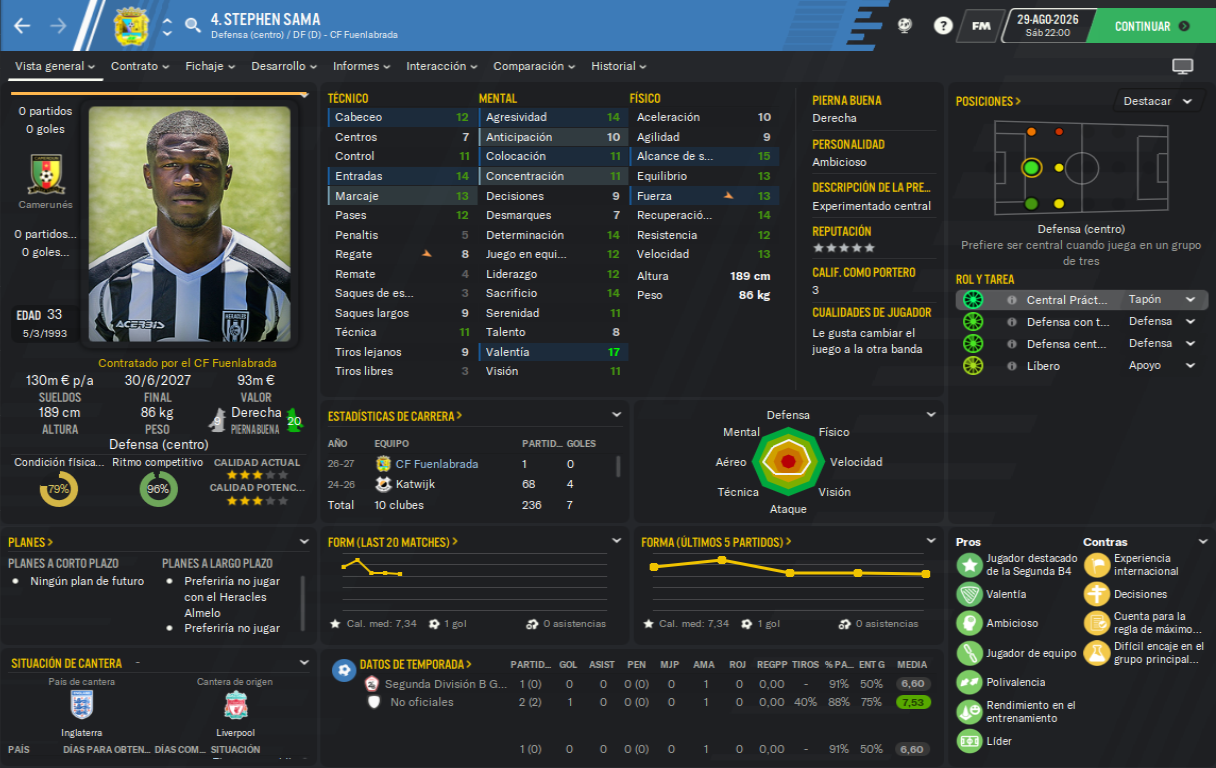 4. STEPHEN SAMA
Defensa (centro) / DF (D) - CF Fuenlabrada
?
FM
29-AGO-2026
Sáb 22:00
CONTINUAR
Vista general
Contrato
Fichaje
Desarrollo
Informes
Interacción
Comparación
Historial
0 partidos
0 goles
CAMEROUN
Camerunés
0 partidos...
0 goles...
ACERBIS
HERACLES
EDAD 33
5/3/1993
Contratado por el CF Fuenlabrada
130m € p/a
SUELDOS
30/6/2027
FINAL
93m €
VALOR
189 cm
ALTURA
86 kg
PESO
9
Derecha
PIERNA BUENA
20
Defensa (centro)
Condición física...
79%
Ritmo competitivo
96%
CALIDAD ACTUAL
CALIDAD POTENC...
TÉCNICO
Cabeceo 12
Centros 7
Control 11
Entradas 14
Marcaje 13
Pases 12
Penaltis 5
Regate 8
Remate 4
Saques de es... 3
Saques largos 9
Técnica 11
Tiros lejanos 9
Tiros libres 3
MENTAL
Agresividad 14
Anticipación 10
Colocación 11
Concentración 11
Decisiones 9
Desmarques 7
Determinación 14
Juego en equi... 12
Liderazgo 12
Sacrificio 14
Serenidad 11
Talento 8
Valentía 17
Visión 11
FÍSICO
Aceleración 10
Agilidad 9
Alcance de s... 15
Equilibrio 13
Fuerza 13
Recuperació... 14
Resistencia 12
Velocidad 13
Altura 189 cm
Peso 86 kg
PIERNA BUENA
Derecha
PERSONALIDAD
Ambicioso
DESCRIPCIÓN DE LA PRE...
Experimentado central
REPUTACIÓN
CALIF. COMO PORTERO
3
CUALIDADES DE JUGADOR
Le gusta cambiar el
juego a la otra banda
POSICIONES >
Destacar
Defensa (centro)
Prefiere ser central cuando juega en un grupo
de tres
ROL Y TAREA
Central Práct... Tapón
Defensa con t... Defensa
Defensa cent... Defensa
Líbero Apoyo
ESTADÍSTICAS DE CARRERA >
AÑO EQUIPO PARTID... GOLES
26-27 CF Fuenlabrada 1 0
24-26 Katwijk 68 4
Total 10 clubes 236 7
Defensa
Mental
Físico
Aéreo
Velocidad
Técnica
Visión
Ataque
PLANES >
PLANES A CORTO PLAZO
Ningún plan de futuro
PLANES A LARGO PLAZO
Preferiría no jugar
con el Heracles
Almelo
Preferiría no jugar
FORM (LAST 20 MATCHES) >
Cal. med: 7,34 1 gol 0 asistencias
FORMA (ÚLTIMOS 5 PARTIDOS) >
Cal. med: 7,34 1 gol 0 asistencias
Pros
Jugador destacado
de la Segunda B4
Valentía
Ambicioso
Jugador de equipo
Polivalencia
Rendimiento en el
entrenamiento
Líder
Contras
Experiencia
internacional
Decisiones
Cuenta para la
regla de máximo...
Difícil encaje en el
grupo principal...
SITUACIÓN DE CANTERA -
País de cantera
Inglaterra
Cantera de origen
Liverpool
PAÍS DÍAS PARA OBTEN... DÍAS COM... SITUACIÓN
DATOS DE TEMPORADA > PARTID... GOL ASIST PEN MJP AMA ROJ REGPP TIROS % PA... ENT G MEDIA
Segunda División B G... 1 (0) 0 0 0 (0) 0 1 0 0,00 - 91% 50% 6,60
No oficiales 2 (2) 1 0 0 (0) 0 1 0 0,00 40% 88% 75% 7,53
1 (0) 0 0 0 (0) 0 1 0 0,00 - 91% 50% 6,60